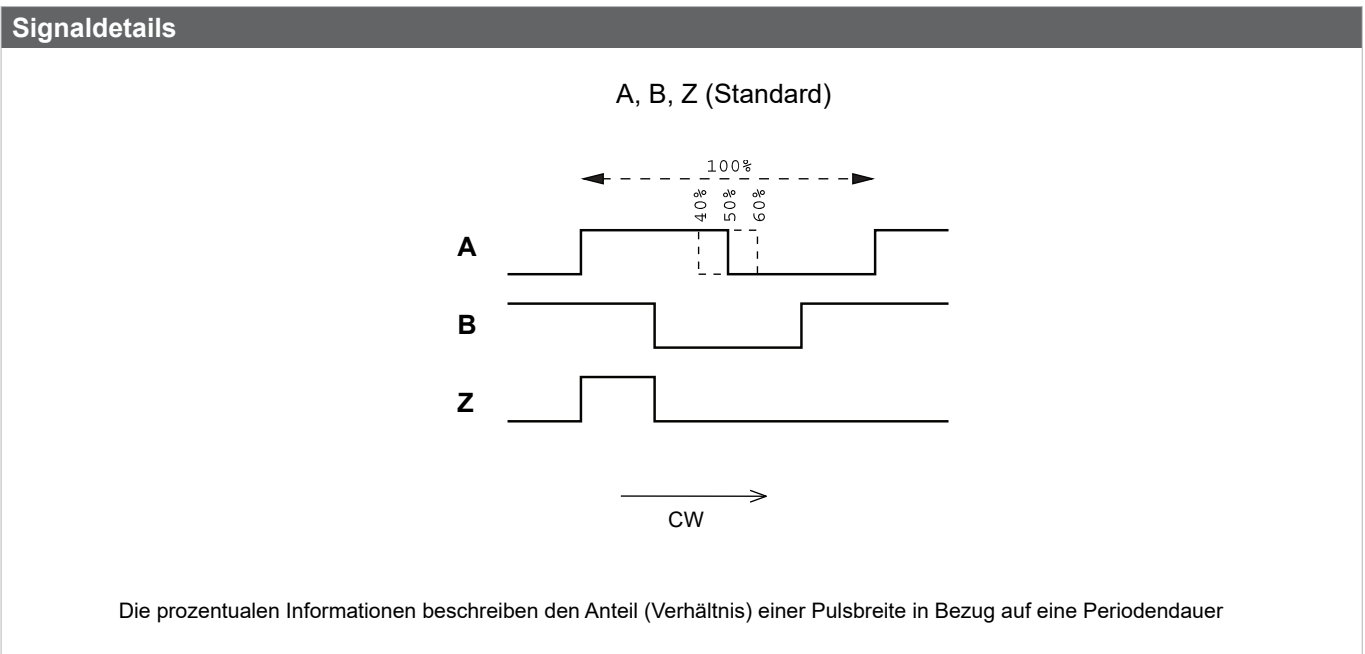 Signaldetails
A, B, Z (Standard)
100%
40% 50% 60%
A
B
Z
CW
Die prozentualen Informationen beschreiben den Anteil (Verhältnis) einer Pulsbreite in Bezug auf eine Periodendauer